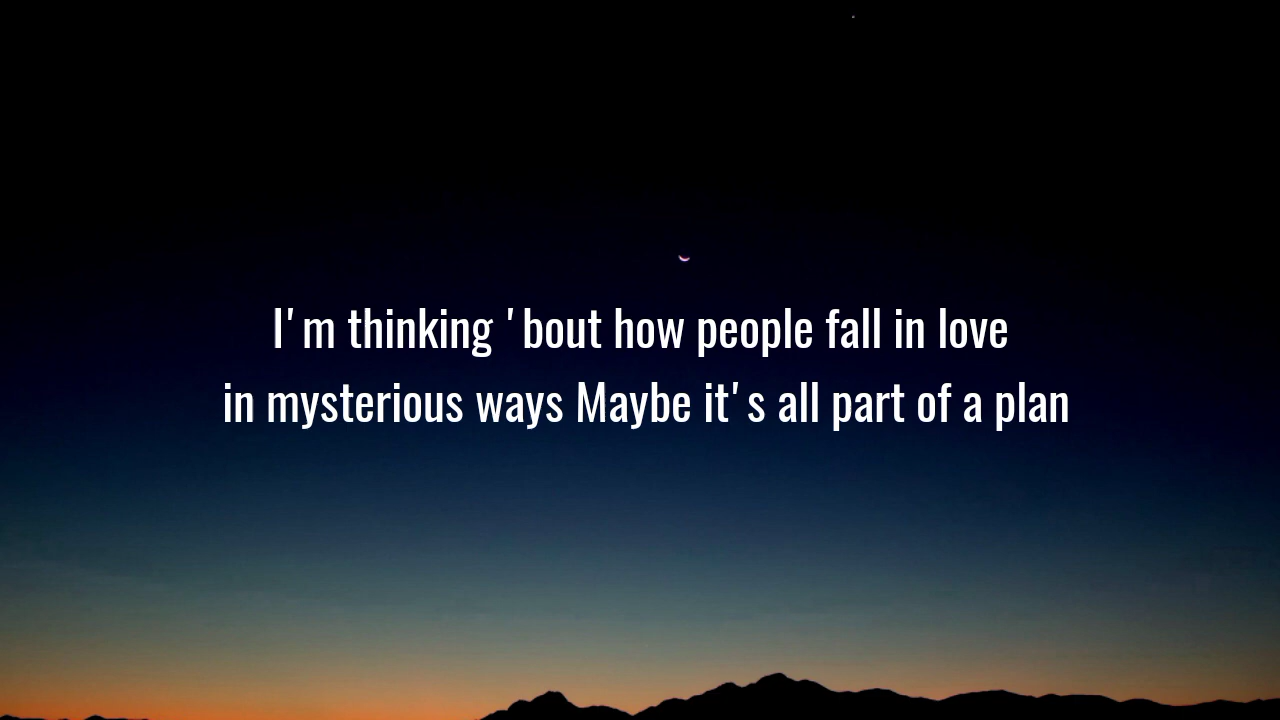 I'm thinking 'bout how people fall in love
in mysterious ways Maybe it's all part of a plan